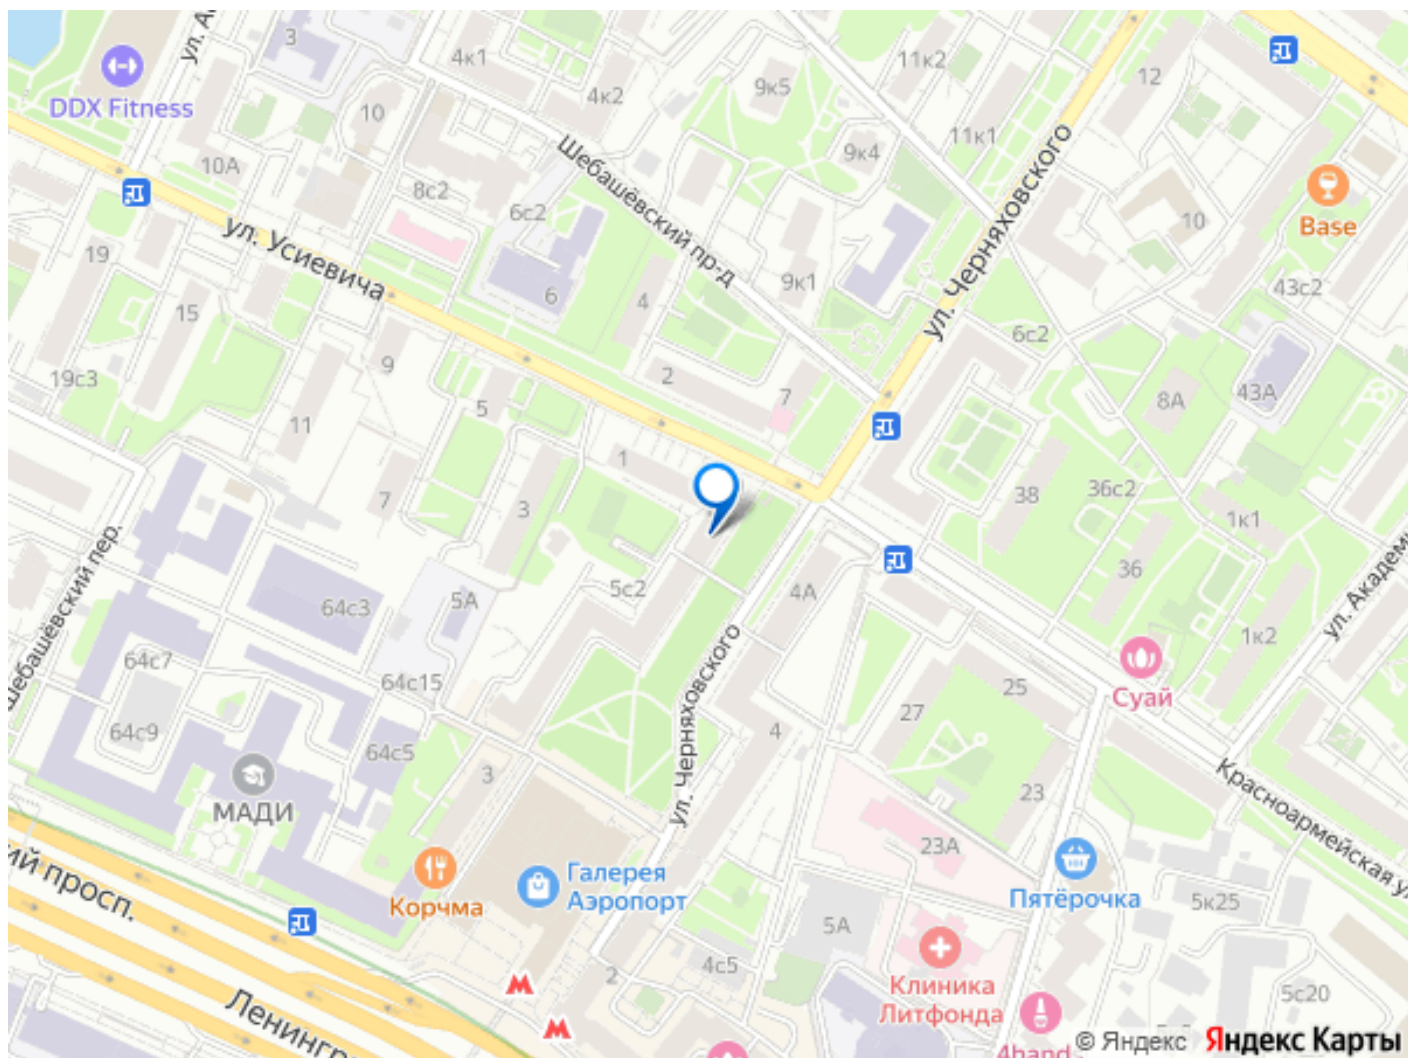 ул. Ас
3
4к1
4к2
9к5
11к2
12
DDX Fitness
10
11к1
9к4
10А
Шебашёвский пр-д
8с2
6с2
ул. Черняховского
10
Base
ул. Усиевича
19
6
4
9к1
43с2
15
6с2
9
2
7
8А
43А
19с3
5
11
1
38
36с2
1к1
7
3
36
64с3
5А
5с2
4А
ул. Академи
1к2
шебашёвский пер.
64с7
64с15
ул. Черняховского
25
Суай
27
64с9
64с5
4
3
МАДИ
23
Красноармейская ул
23А
Галерея
Аэропорт
Корчма
Пятёрочка
5к25
ий просп.
5А
4с5
2
Клиника
Литфонда
5с20
Ленингр
4hand
© Яндекс Яндекс Карты